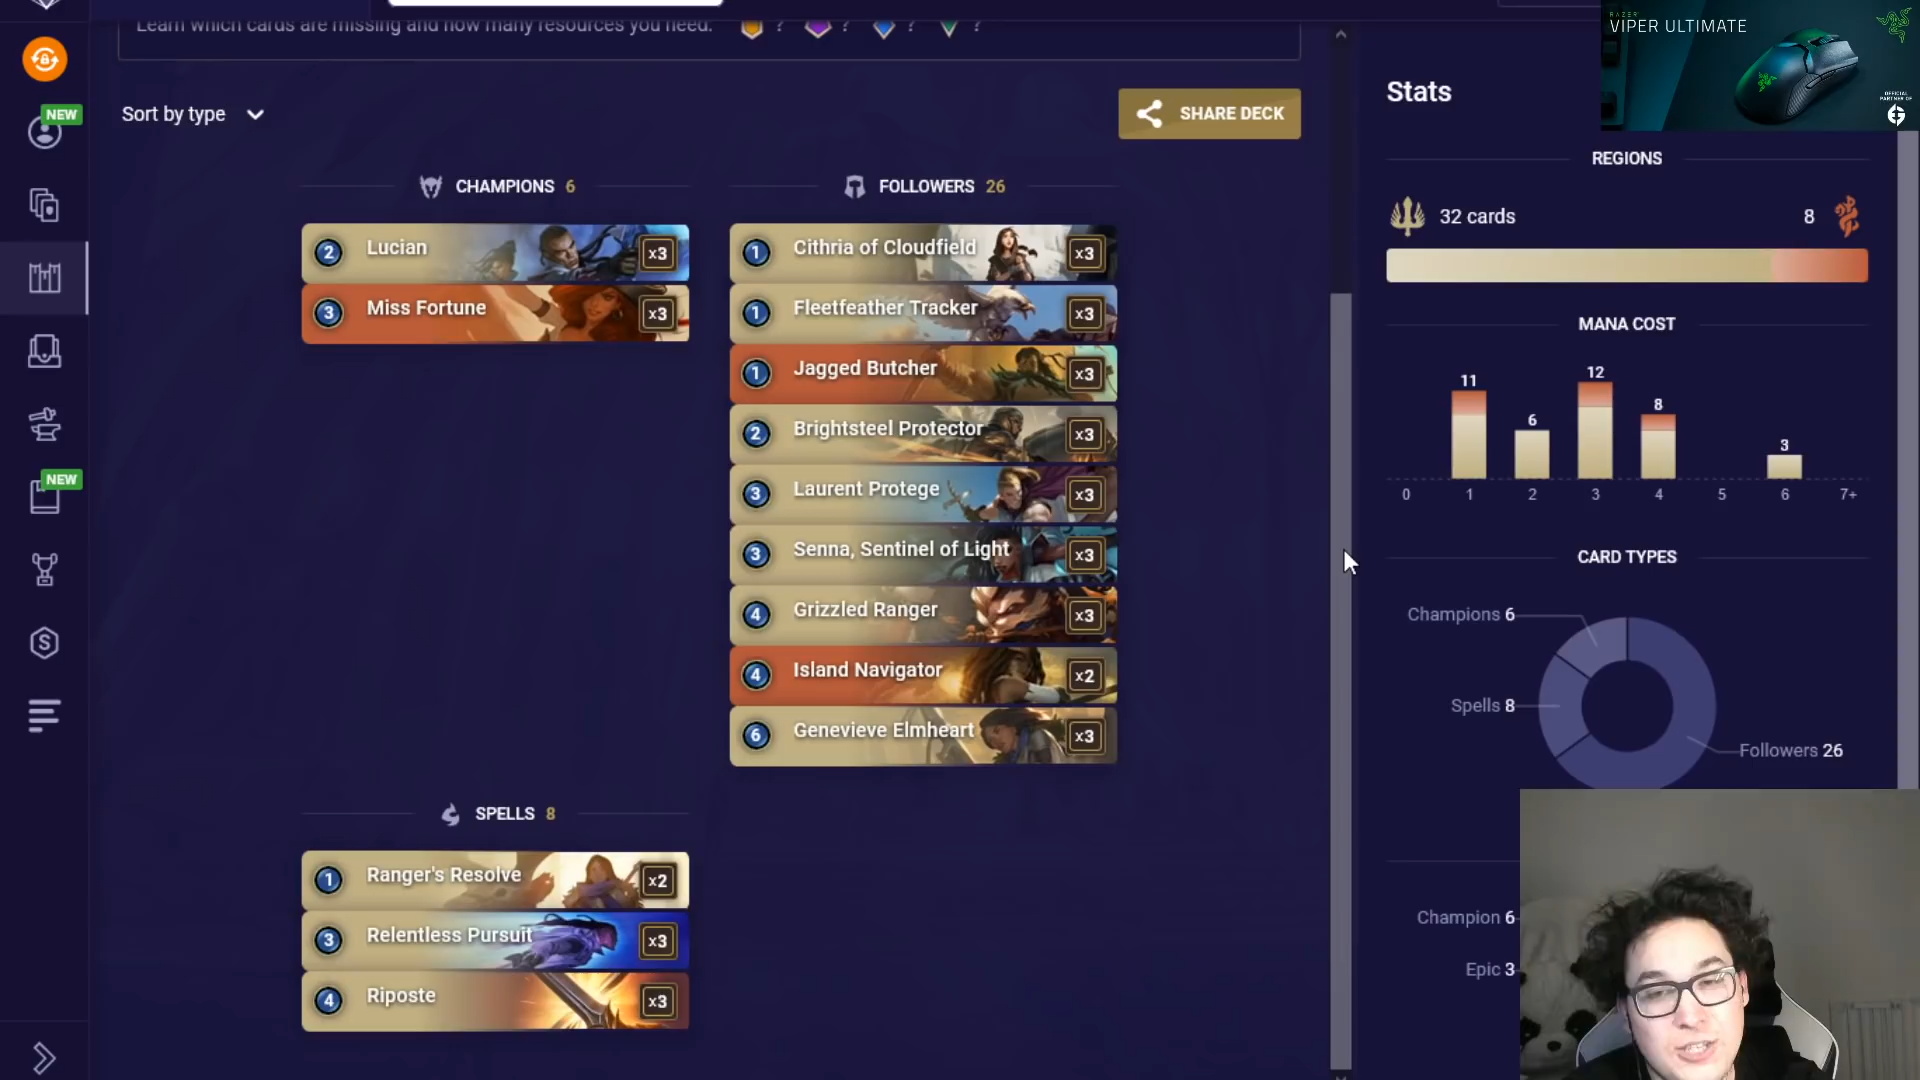 Learn which cards are missing and how many resources you need: ? ? ? ?
RAZER
VIPER ULTIMATE
OFFICIAL
PARTNER OF
Sort by type
SHARE DECK
Stats
NEW
NEW
CHAMPIONS 6
2 Lucian x3
3 Miss Fortune x3
FOLLOWERS 26
1 Cithria of Cloudfield x3
1 Fleetfeather Tracker x3
1 Jagged Butcher x3
2 Brightsteel Protector x3
3 Laurent Protege x3
3 Senna, Sentinel of Light x3
4 Grizzled Ranger x3
4 Island Navigator x2
6 Genevieve Elmheart x3
SPELLS 8
1 Ranger's Resolve x2
3 Relentless Pursuit x3
4 Riposte x3
REGIONS
32 cards 8
MANA COST
11 6 12 8 3
0 1 2 3 4 5 6 7+
CARD TYPES
Champions 6
Spells 8
Followers 26
Champion 6
Epic 3